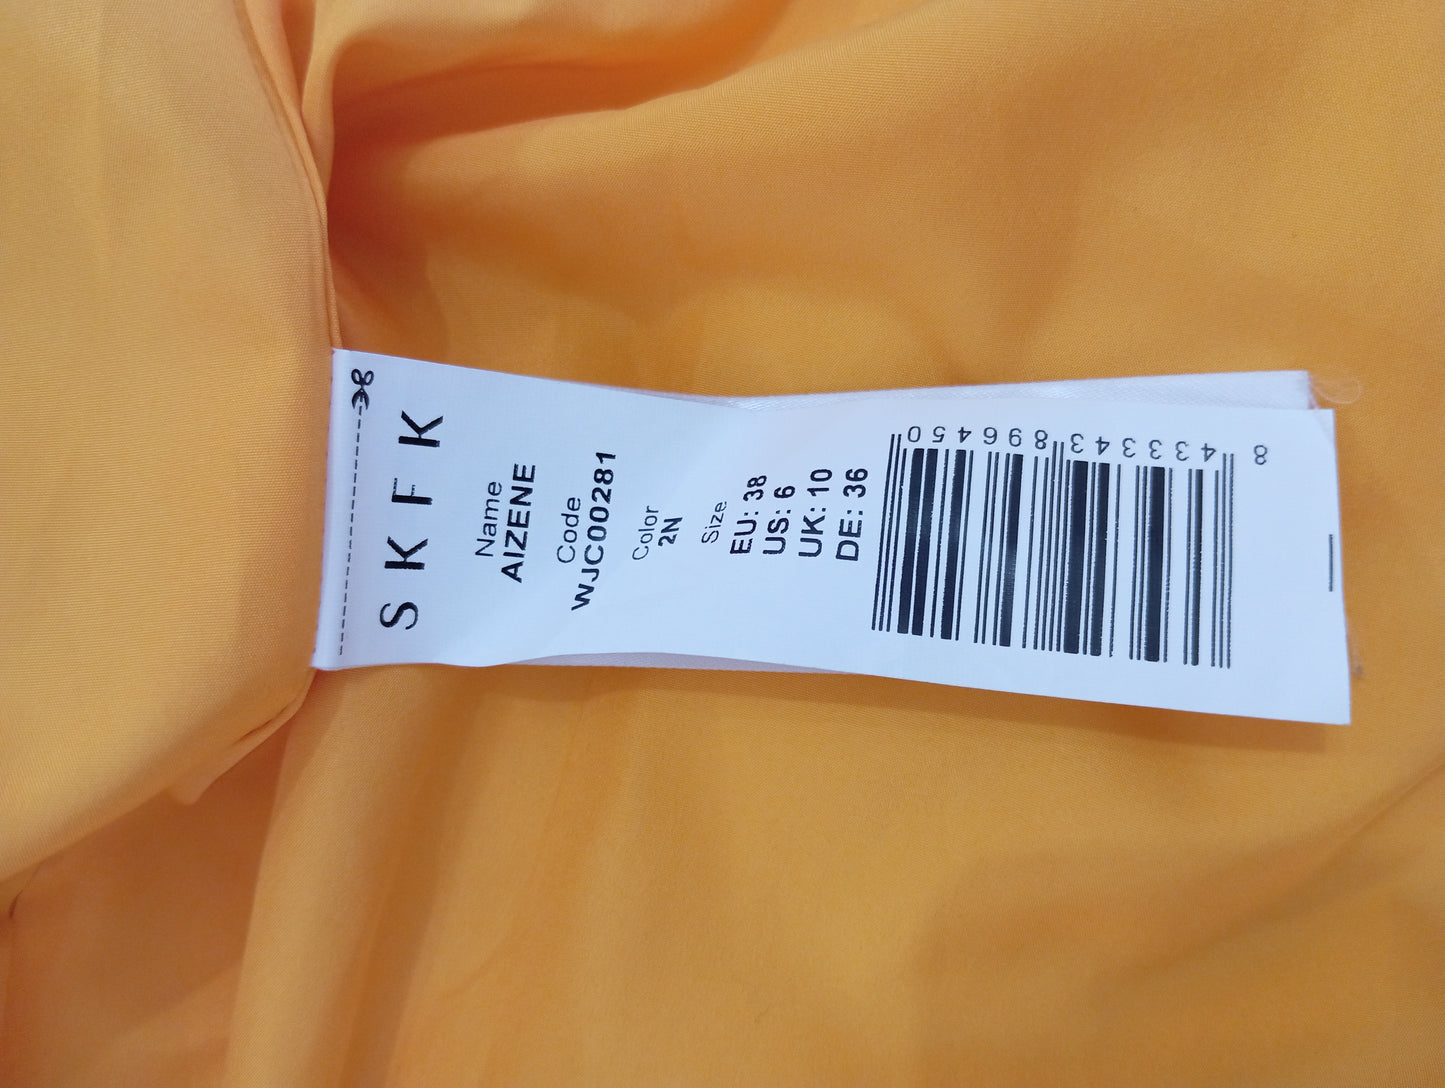 SKFK
Name
AIZENE
Code
WJC00281
Color
2N
Size
EU: 38
US: 6
UK: 10
DE: 36
8 433343 896450